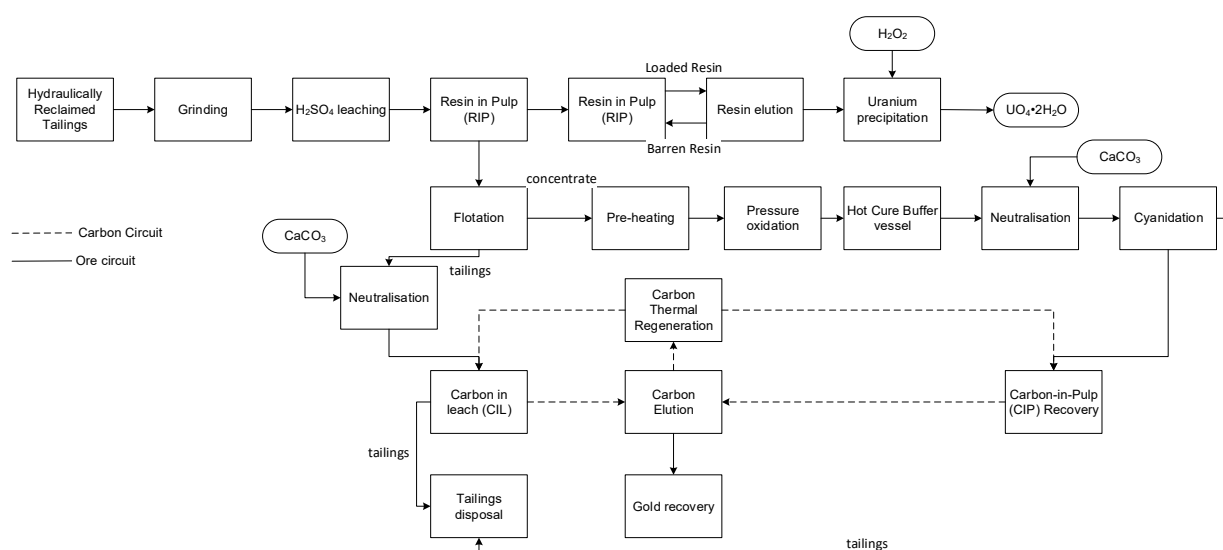 H₂O₂
Loaded Resin
Hydraulically
Reclaimed
Tailings
Grinding
H₂SO₄ leaching
Resin in Pulp
(RIP)
Resin in Pulp
(RIP)
Resin elution
Uranium
precipitation
UO₄•2H₂O
Barren Resin
CaCO₃
concentrate
Flotation
Pre-heating
Pressure
oxidation
Hot Cure Buffer
vessel
Neutralisation
Cyanidation
Carbon Circuit
Ore circuit
CaCO₃
tailings
Neutralisation
Carbon
Thermal
Regeneration
Carbon in
leach (CIL)
Carbon
Elution
Carbon-in-Pulp
(CIP) Recovery
tailings
Tailings
disposal
Gold recovery
tailings